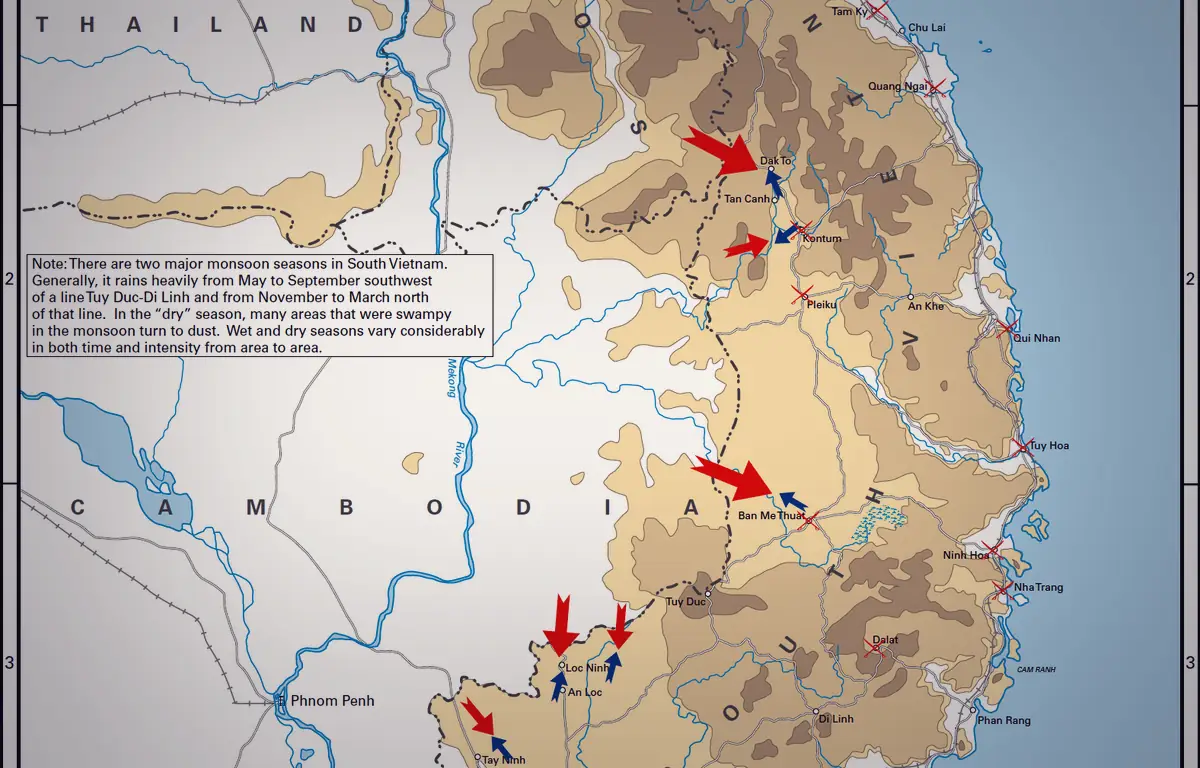 THAILAND
O
N
Tam Ky
Chu Lai
Quang Ngai
T
S
Dak To
E
Tan Canh
Kontum
Note: There are two major monsoon seasons in South Vietnam.
Generally, it rains heavily from May to September southwest
of a line Tuy Duc-Di Linh and from November to March north
of that line. In the “dry” season, many areas that were swampy
in the monsoon turn to dust. Wet and dry seasons vary considerably
in both time and intensity from area to area.
I
2
2
Pleiku
An Khe
V
Qui Nhan
Mekong
River
Tuy Hoa
CAMBODIA
H
Ban Me Thuat
Ninh Hoa
T
Nha Trang
Tuy Duc
U
Dalat
3
3
Loc Ninh
CAM RANH
An Loc
Phnom Penh
O
Di Linh
Phan Rang
Tay Ninh